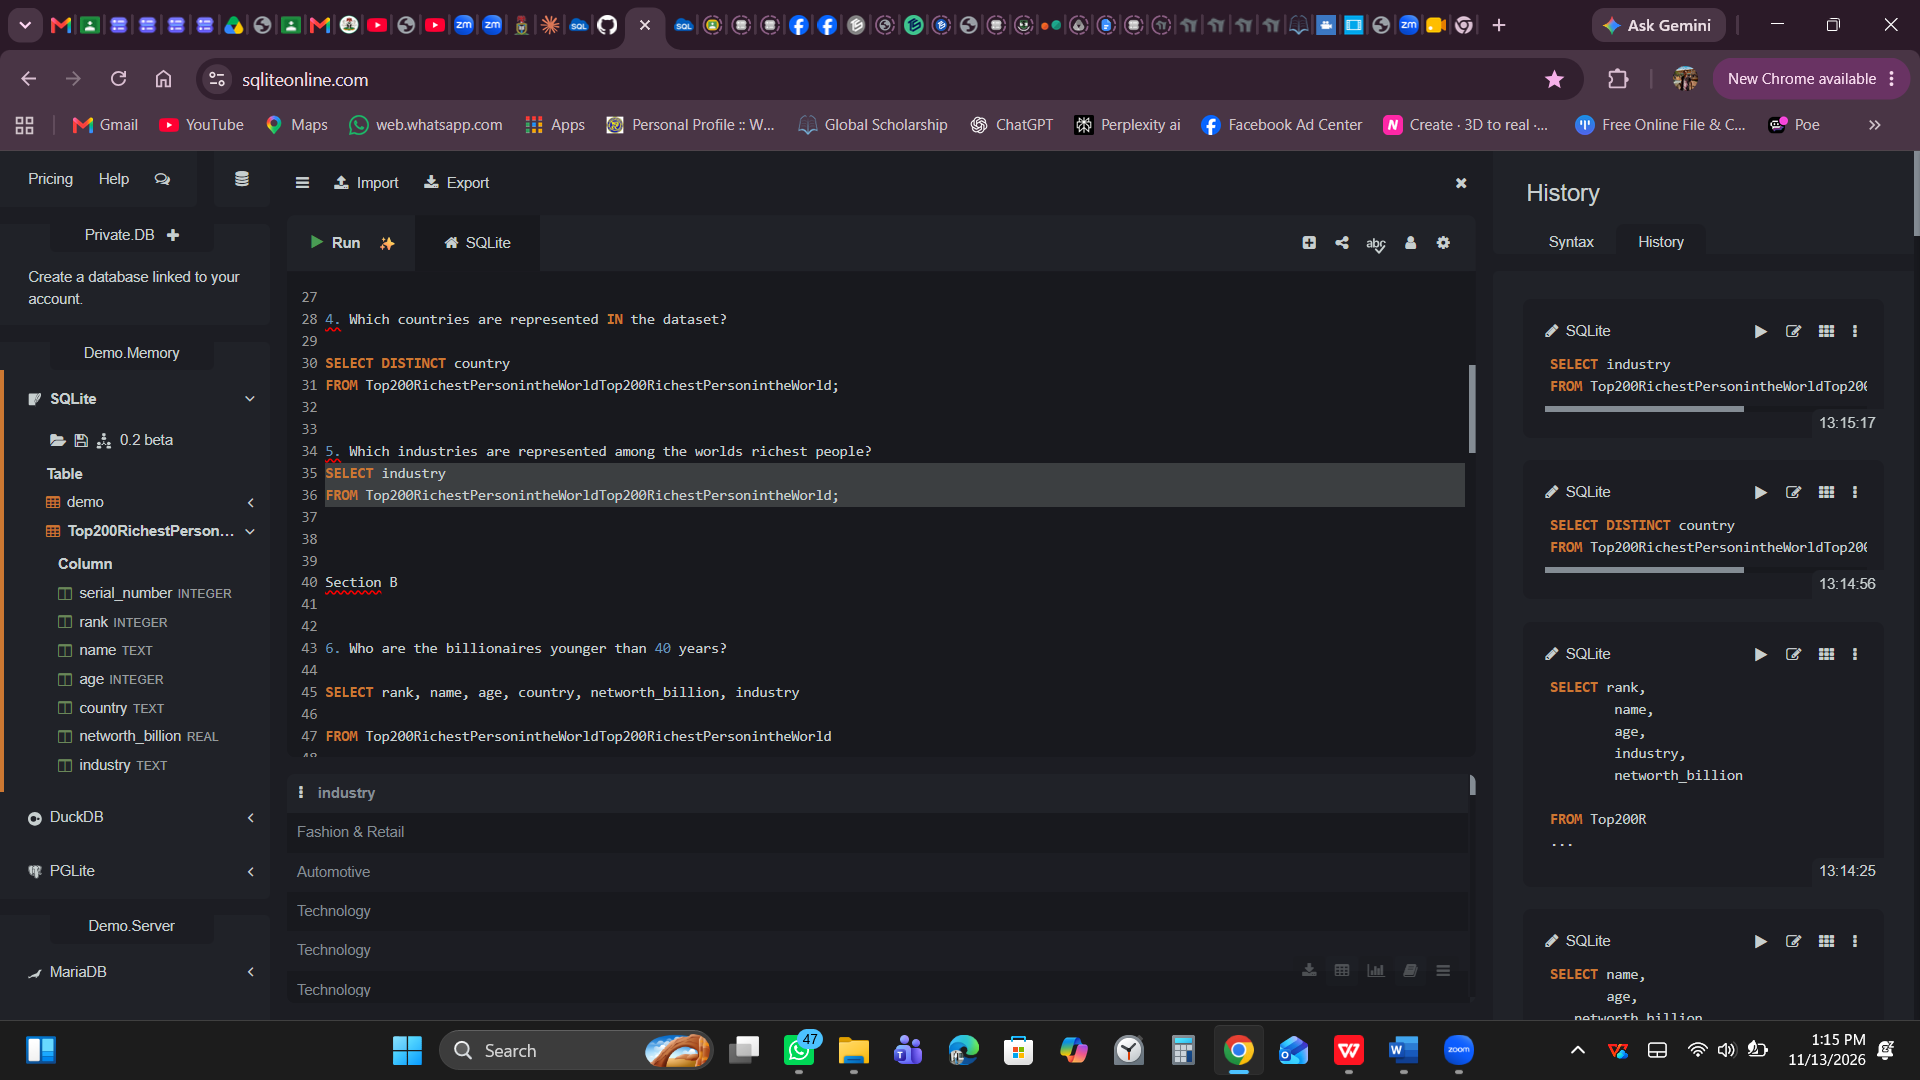 Ask Gemini
sqliteonline.com
New Chrome available
Gmail
YouTube
Maps
web.whatsapp.com
Apps
Personal Profile :: W...
Global Scholarship
ChatGPT
Perplexity ai
Facebook Ad Center
Create · 3D to real ·...
Free Online File & C...
Poe
Pricing
Help
Import
Export
Private.DB
Create a database linked to your
account.
Demo.Memory
SQLite
0.2 beta
Table
demo
Top200RichestPerson...
Column
serial_number INTEGER
rank INTEGER
name TEXT
age INTEGER
country TEXT
networth_billion REAL
industry TEXT
DuckDB
PGLite
Demo.Server
MariaDB
Run
SQLite
abc
27
28 4. Which countries are represented IN the dataset?
29
30 SELECT DISTINCT country
31 FROM Top200RichestPersonintheWorldTop200RichestPersonintheWorld;
32
33
34 5. Which industries are represented among the worlds richest people?
35 SELECT industry
36 FROM Top200RichestPersonintheWorldTop200RichestPersonintheWorld;
37
38
39
40 Section B
41
42
43 6. Who are the billionaires younger than 40 years?
44
45 SELECT rank, name, age, country, networth_billion, industry
46
47 FROM Top200RichestPersonintheWorldTop200RichestPersonintheWorld
48
industry
Fashion & Retail
Automotive
Technology
Technology
Technology
History
Syntax
History
SQLite
SELECT industry
FROM Top200RichestPersonintheWorldTop200
13:15:17
SQLite
SELECT DISTINCT country
FROM Top200RichestPersonintheWorldTop200
13:14:56
SQLite
SELECT rank,
name,
age,
industry,
networth_billion
FROM Top200R
...
13:14:25
SQLite
SELECT name,
age,
networth_billion
Search
47
zoom
1:15 PM
11/13/2026